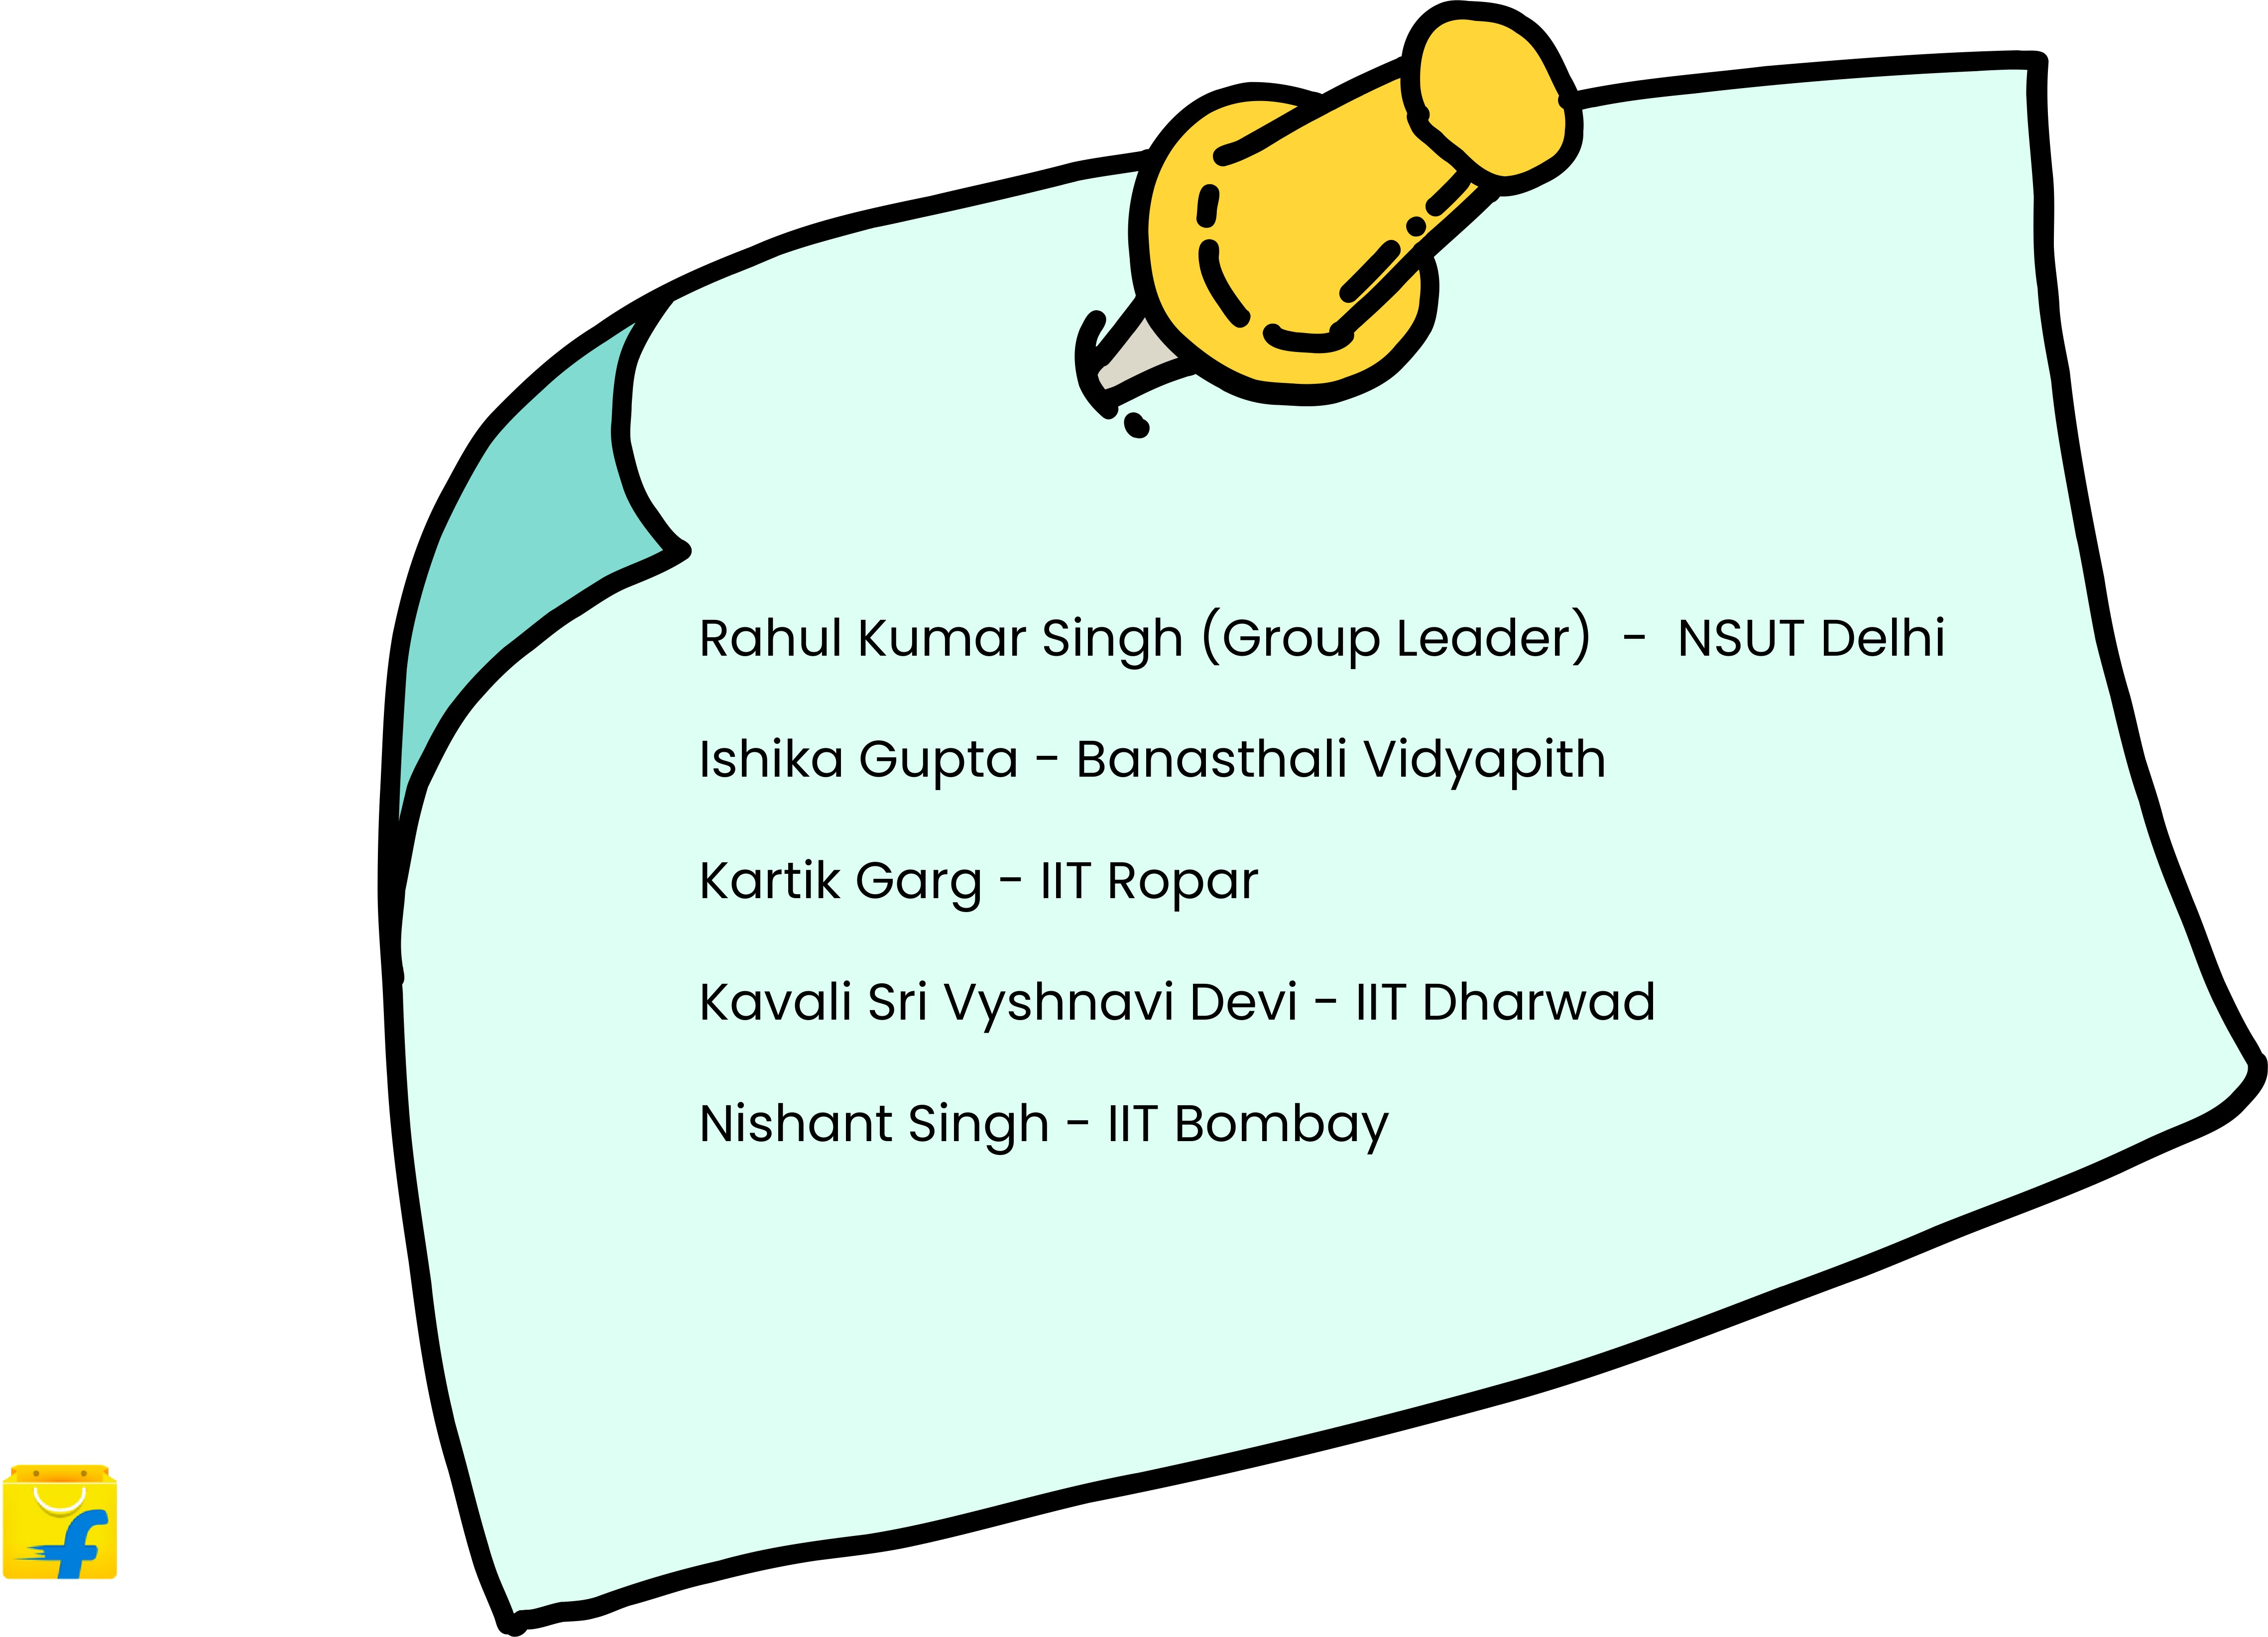 Rahul Kumar Singh (Group Leader) - NSUT Delhi
Ishika Gupta - Banasthali Vidyapith
Kartik Garg - IIT Ropar
Kavali Sri Vyshnavi Devi - IIT Dharwad
Nishant Singh - IIT Bombay
f